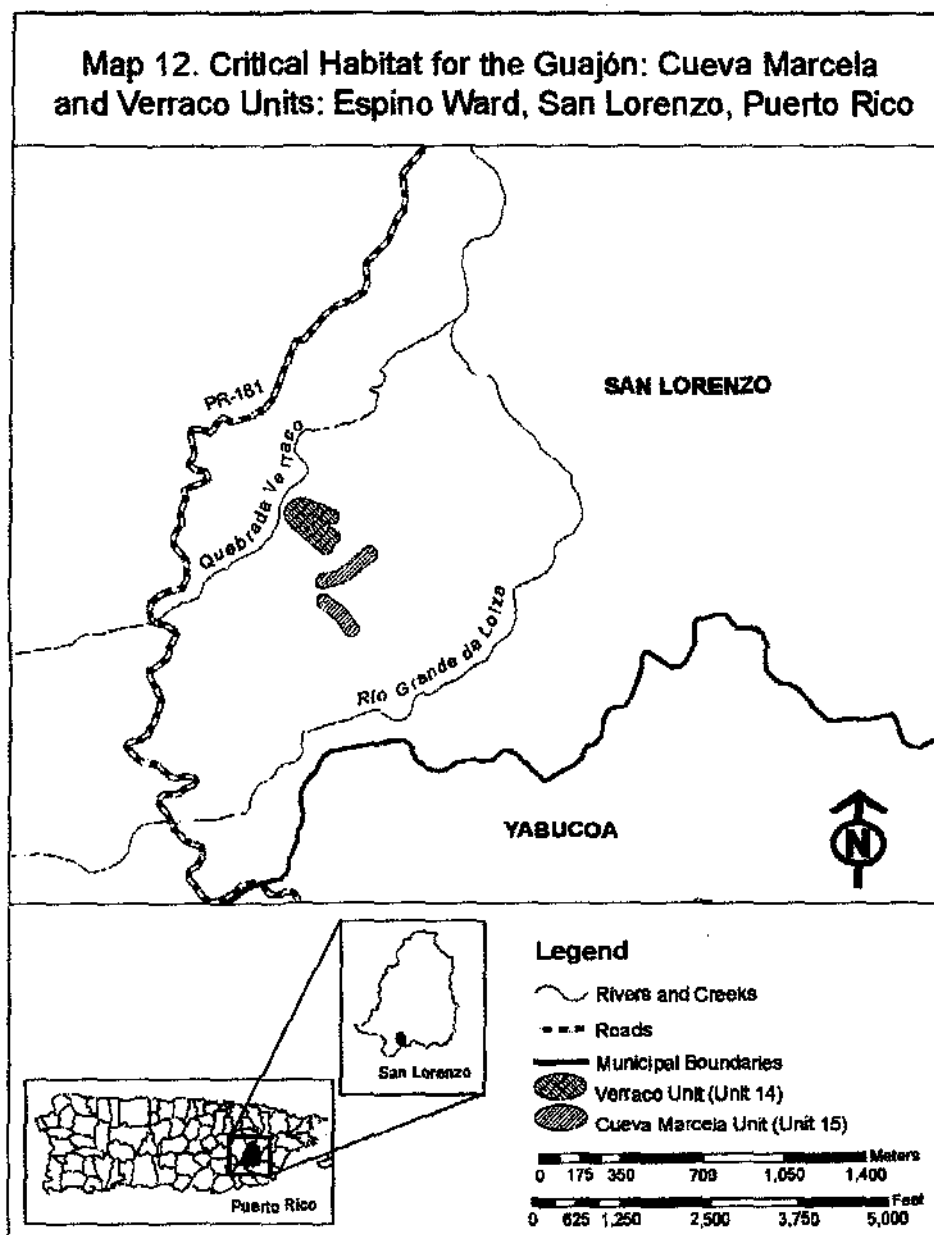 Map 12. Critical Habitat for the Guajón: Cueva Marcela
and Verraco Units: Espino Ward, San Lorenzo, Puerto Rico
PR-181
SAN LORENZO
Quebrada Verraco
Río Grande da Loiza
YABUCOA
N
San Lorenzo
Puerto Rico
Legend
Rivers and Creeks
Roads
Municipal Boundaries
Verraco Unit (Unit 14)
Cueva Marcela Unit (Unit 15)
Meters
0 175 350 700 1,050 1,400
Feet
0 625 1,250 2,500 3,750 5,000